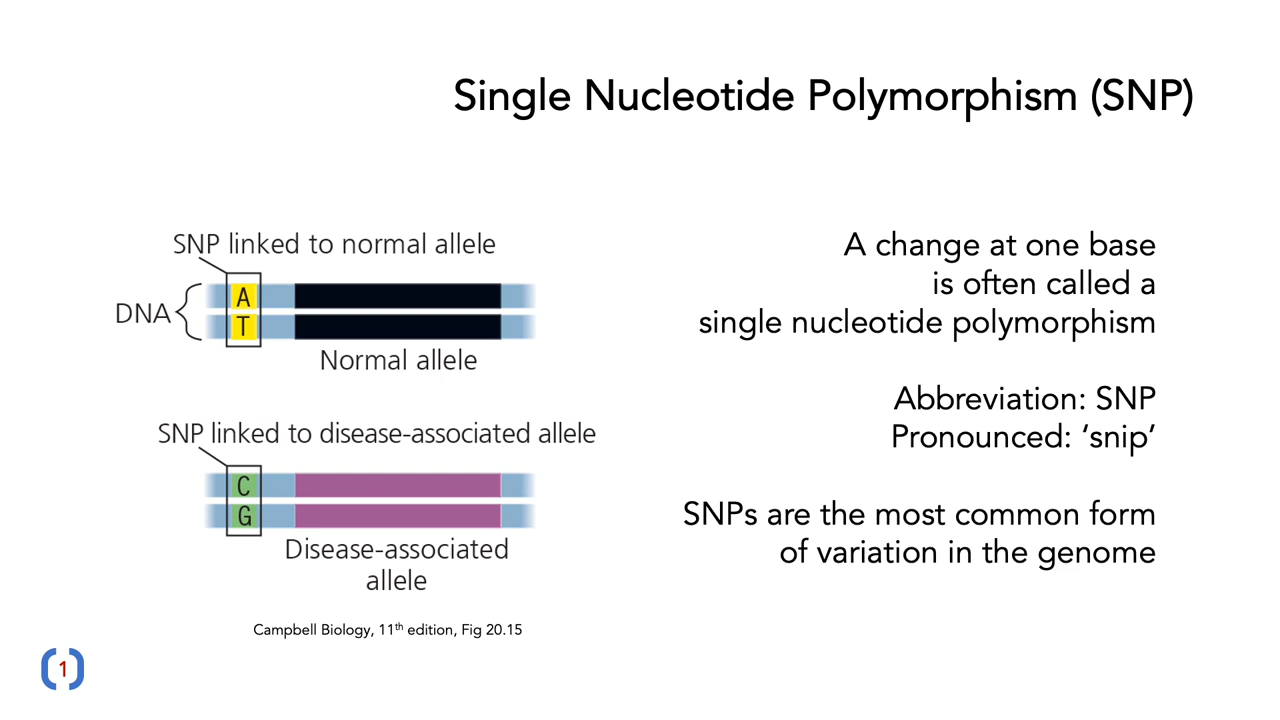 Single Nucleotide Polymorphism (SNP)
SNP linked to normal allele
DNA
A
T
Normal allele
SNP linked to disease-associated allele
C
G
Disease-associated
allele
Campbell Biology, 11th edition, Fig 20.15
A change at one base
is often called a
single nucleotide polymorphism
Abbreviation: SNP
Pronounced: ‘snip’
SNPs are the most common form
of variation in the genome
1